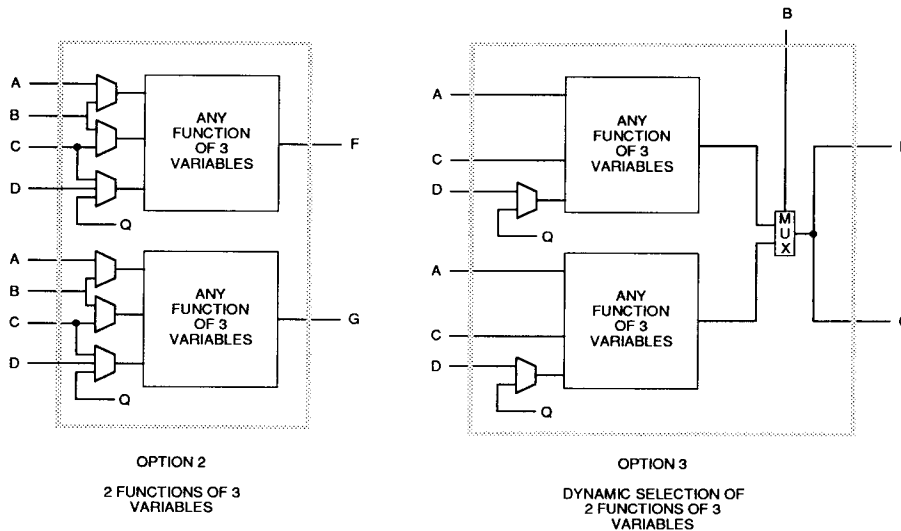 A
B
C
D
Q
ANY
FUNCTION
OF 3
VARIABLES
F
A
B
C
D
Q
ANY
FUNCTION
OF 3
VARIABLES
G
OPTION 2
2 FUNCTIONS OF 3
VARIABLES
B
A
C
D
Q
ANY
FUNCTION
OF 3
VARIABLES
A
C
D
Q
ANY
FUNCTION
OF 3
VARIABLES
MUX
OPTION 3
DYNAMIC SELECTION OF
2 FUNCTIONS OF 3
VARIABLES